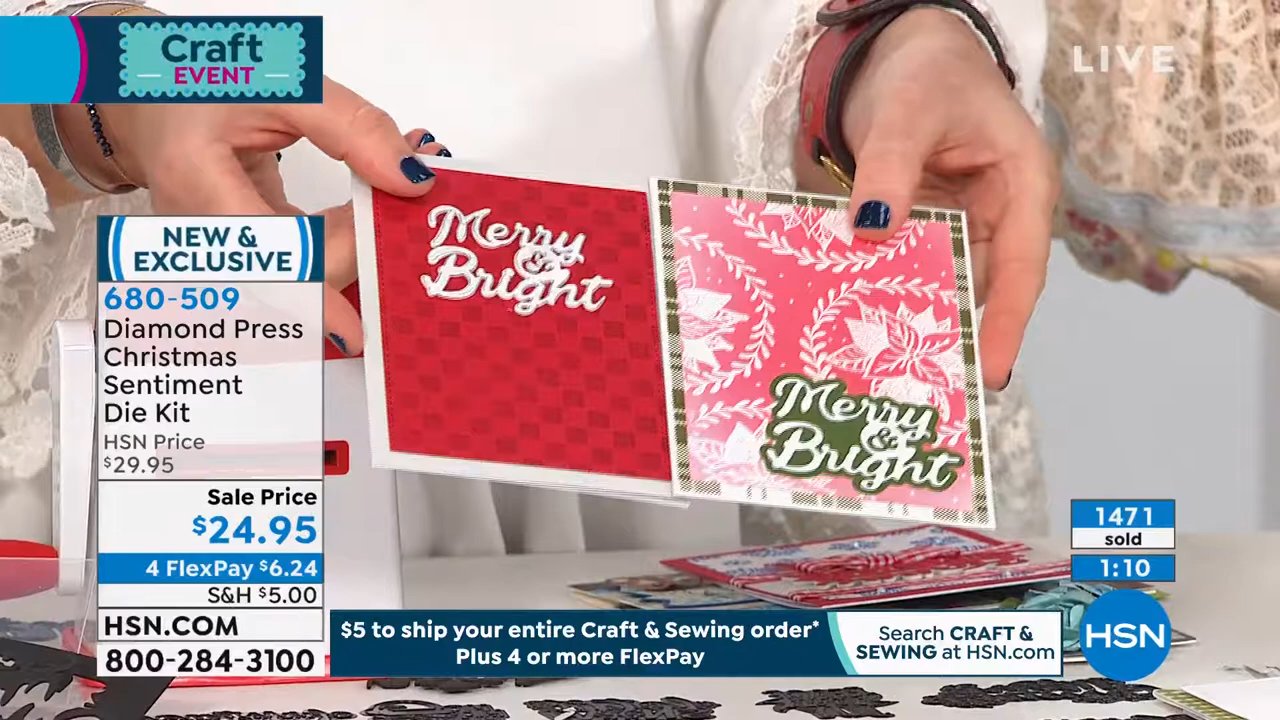 Craft
EVENT
LIVE
NEW &
EXCLUSIVE
680-509
Diamond Press
Christmas
Sentiment
Die Kit
HSN Price
$29.95
Sale Price
$24.95
4 FlexPay $6.24
S&H $5.00
HSN.COM
800-284-3100
Merry
&
Bright
Merry
&
Bright
1471
sold
1:10
$5 to ship your entire Craft & Sewing order*
Plus 4 or more FlexPay
Search CRAFT &
SEWING at HSN.com
HSN